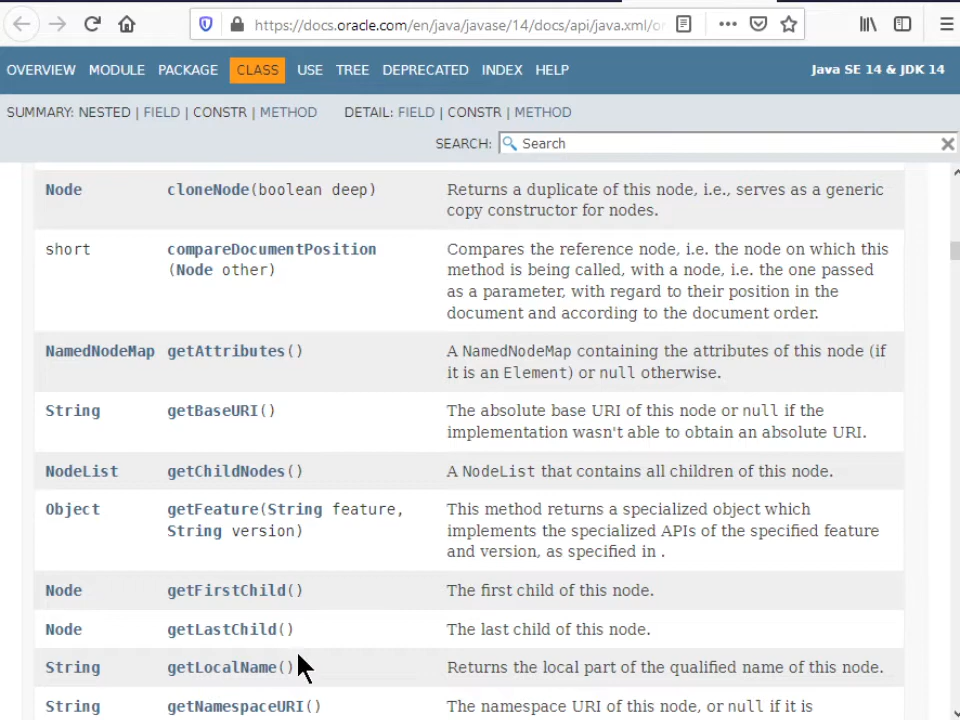 https://docs.oracle.com/en/java/javase/14/docs/api/java.xml/or
OVERVIEW MODULE PACKAGE CLASS USE TREE DEPRECATED INDEX HELP Java SE 14 & JDK 14
SUMMARY: NESTED | FIELD | CONSTR | METHOD DETAIL: FIELD | CONSTR | METHOD
SEARCH: Search
Node cloneNode(boolean deep) Returns a duplicate of this node, i.e., serves as a generic
copy constructor for nodes.
short compareDocumentPosition Compares the reference node, i.e. the node on which this
(Node other) method is being called, with a node, i.e. the one passed
as a parameter, with regard to their position in the
document and according to the document order.
NamedNodeMap getAttributes() A NamedNodeMap containing the attributes of this node (if
it is an Element) or null otherwise.
String getBaseURI() The absolute base URI of this node or null if the
implementation wasn't able to obtain an absolute URI.
NodeList getChildNodes() A NodeList that contains all children of this node.
Object getFeature(String feature, This method returns a specialized object which
String version) implements the specialized APIs of the specified feature
and version, as specified in .
Node getFirstChild() The first child of this node.
Node getLastChild() The last child of this node.
String getLocalName() Returns the local part of the qualified name of this node.
String getNamespaceURI() The namespace URI of this node, or null if it is